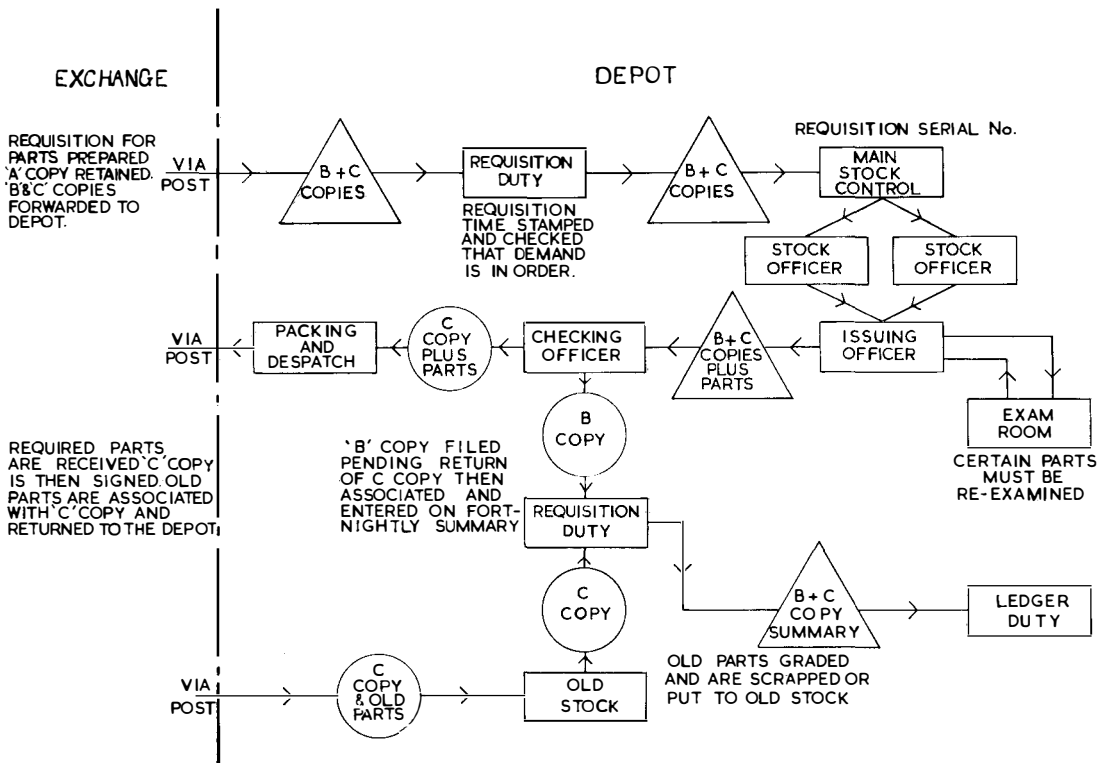 EXCHANGE
DEPOT
REQUISITION FOR
PARTS PREPARED
'A' COPY RETAINED.
'B&C' COPIES
FORWARDED TO
DEPOT.
VIA
POST
B + C
COPIES
REQUISITION
DUTY
REQUISITION
TIME STAMPED
AND CHECKED
THAT DEMAND
IS IN ORDER.
B + C
COPIES
REQUISITION SERIAL No.
MAIN
STOCK
CONTROL
STOCK
OFFICER
STOCK
OFFICER
VIA
POST
PACKING
AND
DESPATCH
C
COPY
PLUS
PARTS
CHECKING
OFFICER
B + C
COPIES
PLUS
PARTS
ISSUING
OFFICER
EXAM
ROOM
CERTAIN PARTS
MUST BE
RE-EXAMINED
B
COPY
REQUIRED PARTS
ARE RECEIVED 'C' COPY
IS THEN SIGNED. OLD
PARTS ARE ASSOCIATED
WITH 'C' COPY AND
RETURNED TO THE DEPOT
'B' COPY FILED
PENDING RETURN
OF C COPY THEN
ASSOCIATED AND
ENTERED ON FORT-
NIGHTLY SUMMARY
REQUISITION
DUTY
C
COPY
B + C
COPY
SUMMARY
LEDGER
DUTY
OLD PARTS GRADED
AND ARE SCRAPPED OR
PUT TO OLD STOCK
VIA
POST
C
COPY
& OLD
PARTS
OLD
STOCK